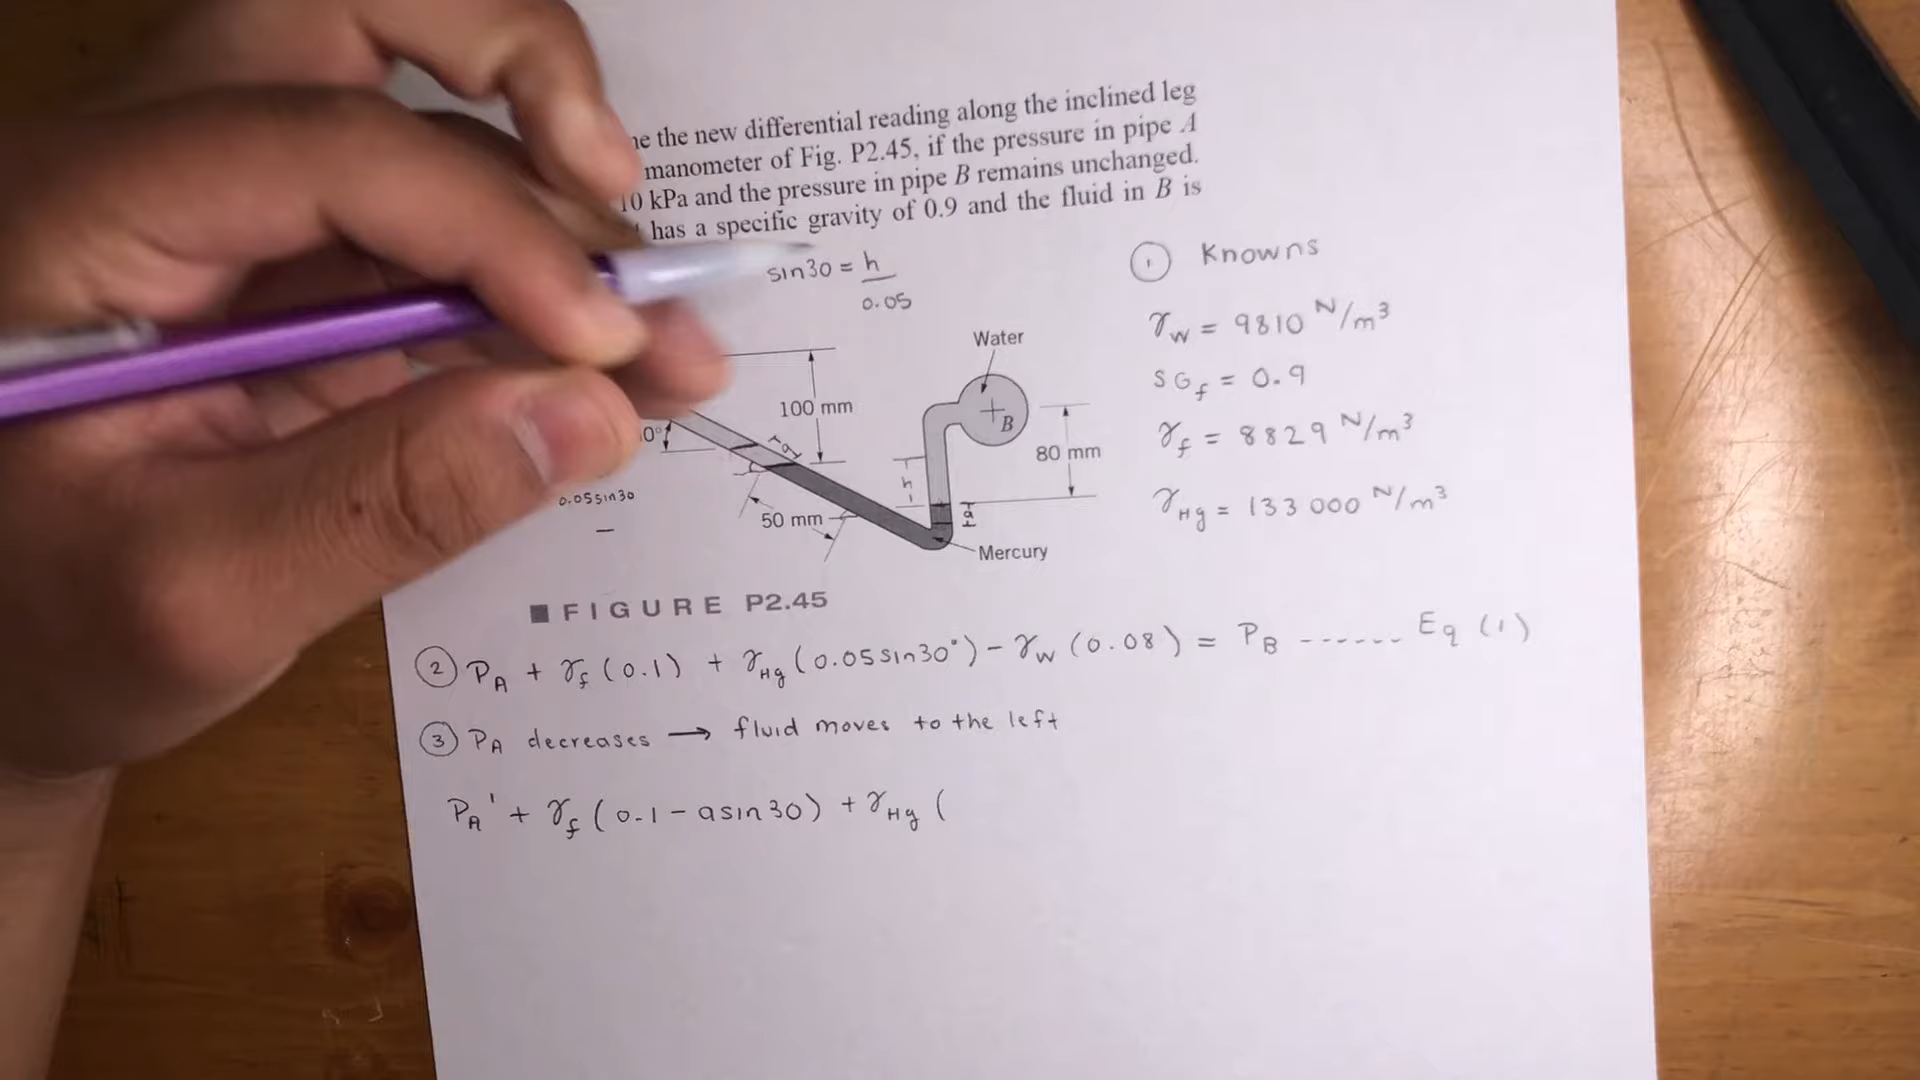 the new differential reading along the inclined leg
manometer of Fig. P2.45, if the pressure in pipe A
10 kPa and the pressure in pipe B remains unchanged.
has a specific gravity of 0.9 and the fluid in B is
sin30 = h
0.05
① Knowns
γw = 9810 N/m³
SGf = 0.9
γf = 8829 N/m³
γHg = 133 000 N/m³
Water
100 mm
a
B
80 mm
0°
h
0.05sin30
50 mm
a
Mercury
FIGURE P2.45
② PA + γf (0.1) + γHg (0.05sin30°) - γw (0.08) = PB ------ Eq (1)
③ PA decreases → fluid moves to the left
PA' + γf (0.1 - asin30) + γHg (